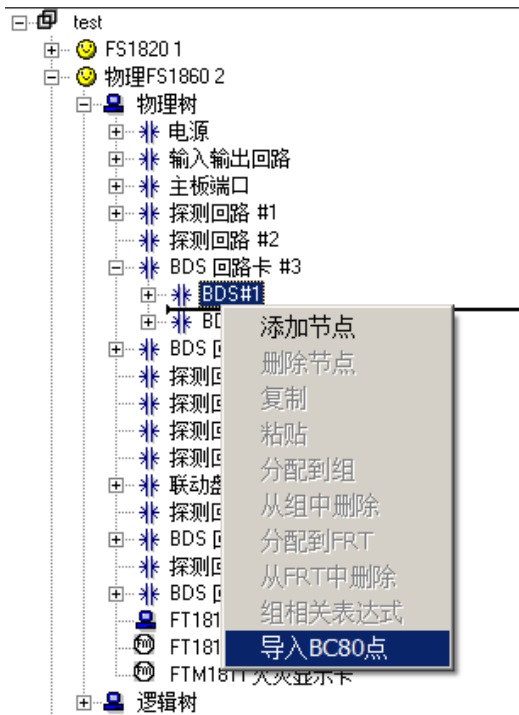 test
FS1820 1
物理FS1860 2
物理树
电源
输入输出回路
主板端口
探测回路 #1
探测回路 #2
BDS 回路卡 #3
BDS#1
添加节点
BDS
删除节点
探测
复制
探测
粘贴
探测
分配到组
探测
从组中删除
联动
探测
分配到FRT
BDS
探测
从FRT中删除
BDS
组相关表达式
FT181
FT181
导入BC80点
FTM1811 火灾显示卡
逻辑树